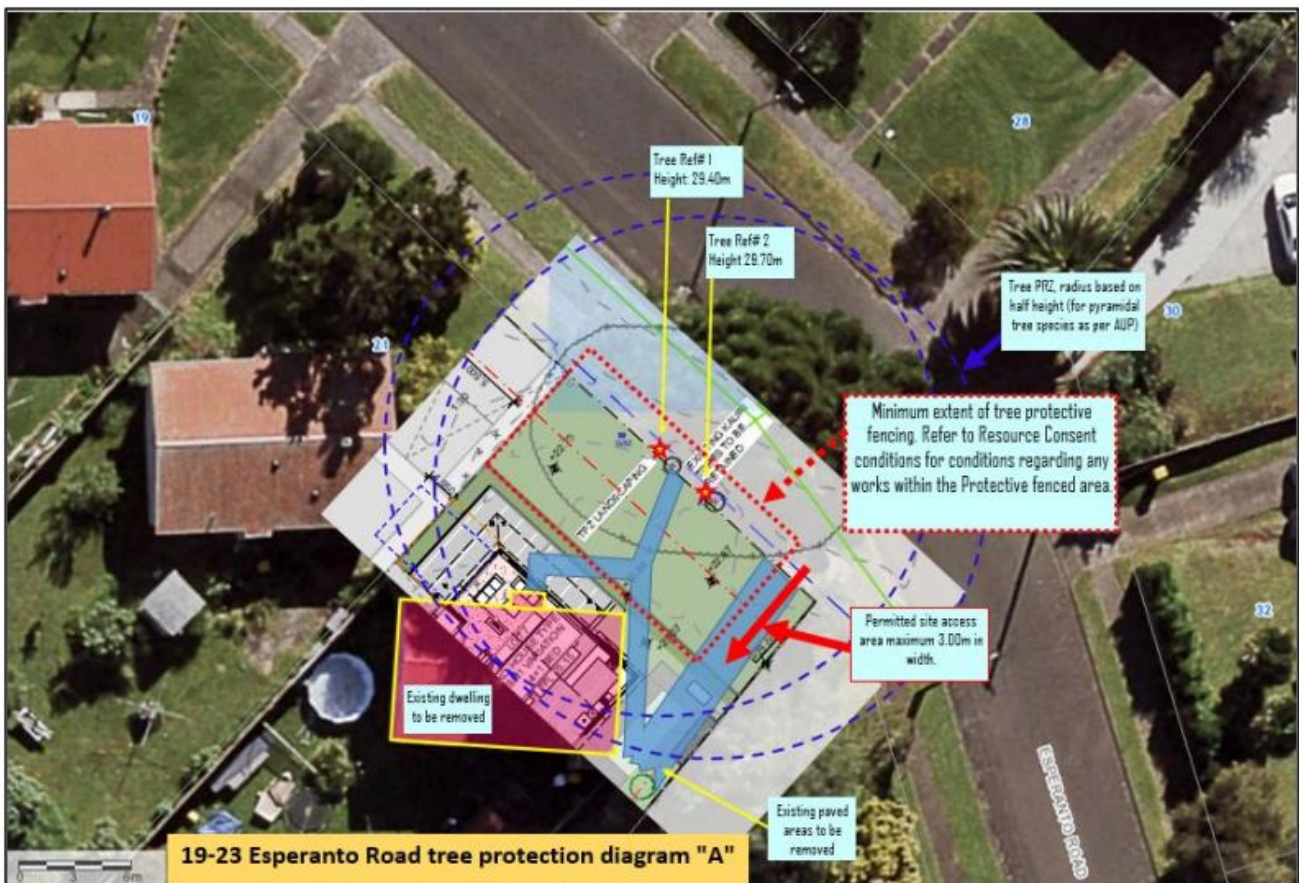 19
28
Tree Ref# 1
Height: 29.40m
Tree Ref# 2
Height 29.70m
Tree PRZ, radius based on
half height (for pyramidal
tree species as per AUP)
30
21
Minimum extent of tree protective
fencing. Refer to Resource Consent
conditions for conditions regarding any
works within the Protective fenced area.
EXISTING KAURI
TPZ LANDSCAPING
Permitted site access
area maximum 3.00m in
width.
32
Existing dwelling
to be removed
ESPERANTO ROAD
Existing paved
areas to be
removed
19-23 Esperanto Road tree protection diagram "A"
0 3 6m